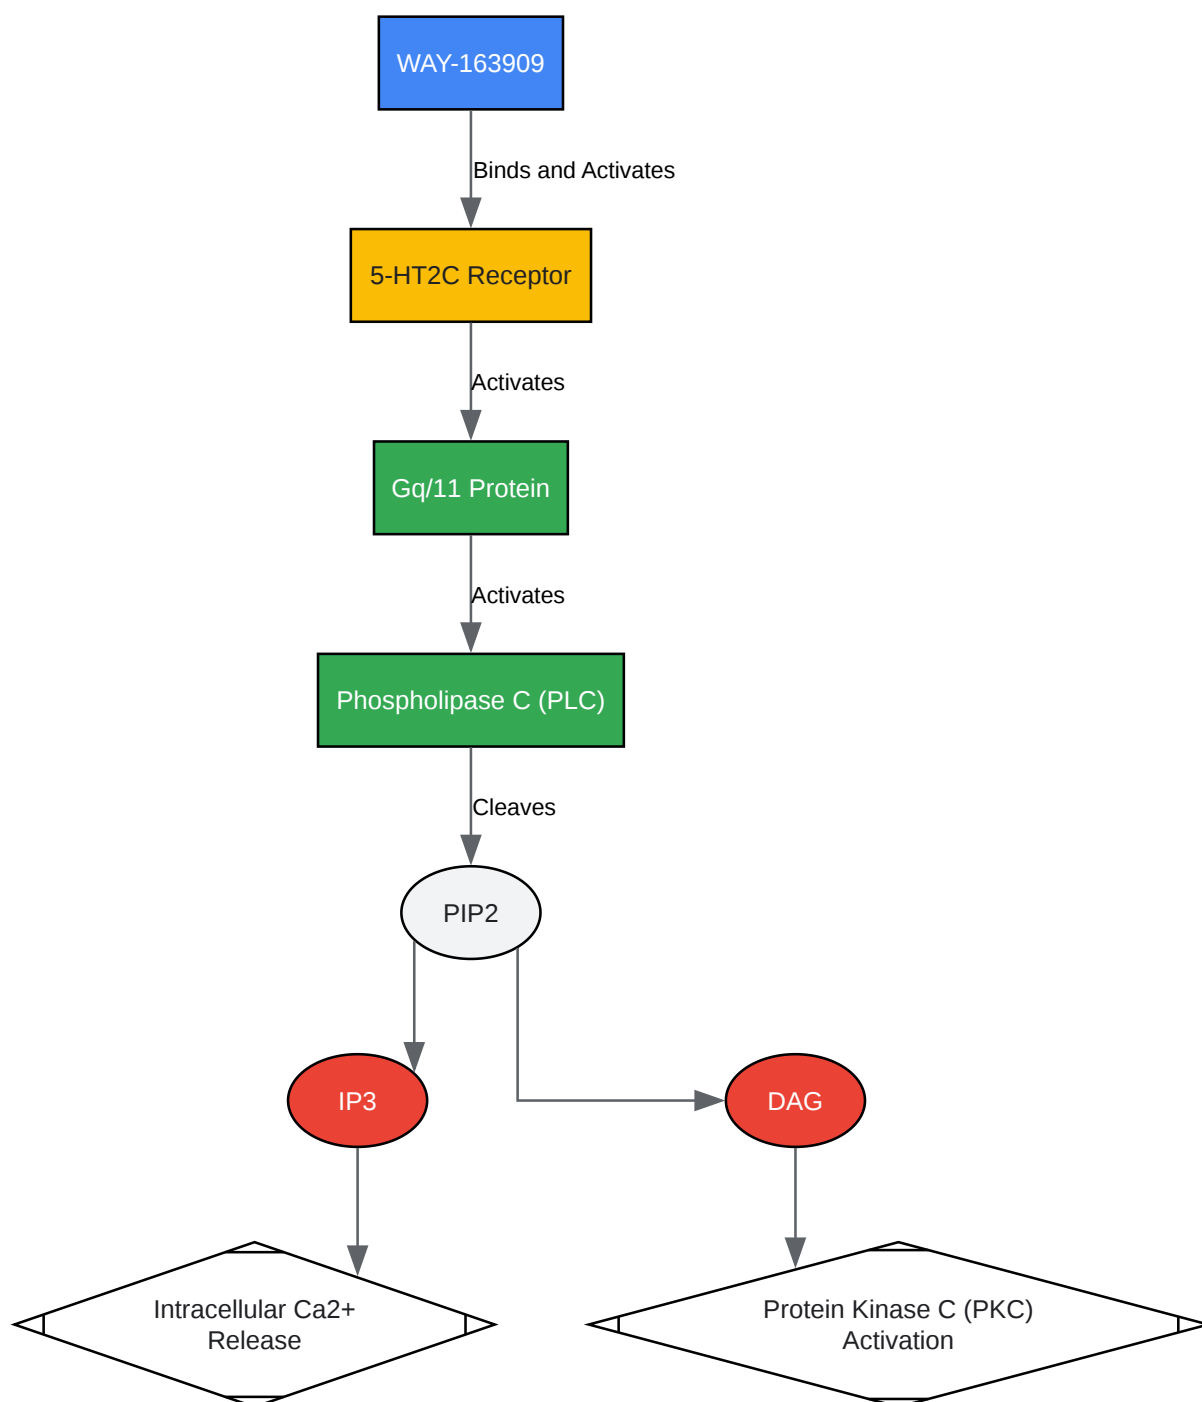 WAY-163909
Binds and Activates
5-HT2C Receptor
Activates
Gq/11 Protein
Activates
Phospholipase C (PLC)
Cleaves
PIP2
IP3
DAG
Intracellular Ca2+
Release
Protein Kinase C (PKC)
Activation